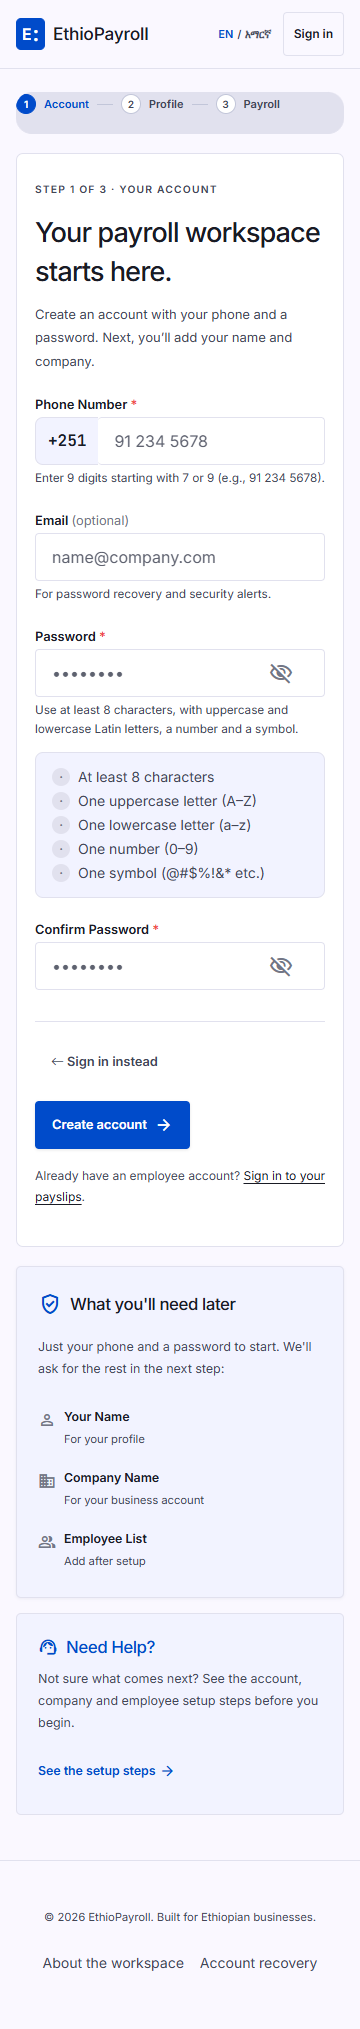 E: EthioPayroll EN / አማርኛ Sign in
1 Account 2 Profile 3 Payroll
STEP 1 OF 3 · YOUR ACCOUNT
Your payroll workspace
starts here.
Create an account with your phone and a
password. Next, you’ll add your name and
company.
Phone Number *
+251 91 234 5678
Enter 9 digits starting with 7 or 9 (e.g., 91 234 5678).
Email (optional)
name@company.com
For password recovery and security alerts.
Password *
••••••••
Use at least 8 characters, with uppercase and
lowercase Latin letters, a number and a symbol.
· At least 8 characters
· One uppercase letter (A–Z)
· One lowercase letter (a–z)
· One number (0–9)
· One symbol (@#$%!&* etc.)
Confirm Password *
••••••••
← Sign in instead
Create account →
Already have an employee account? Sign in to your
payslips.
What you'll need later
Just your phone and a password to start. We'll
ask for the rest in the next step:
Your Name
For your profile
Company Name
For your business account
Employee List
Add after setup
Need Help?
Not sure what comes next? See the account,
company and employee setup steps before you
begin.
See the setup steps →
© 2026 EthioPayroll. Built for Ethiopian businesses.
About the workspace Account recovery